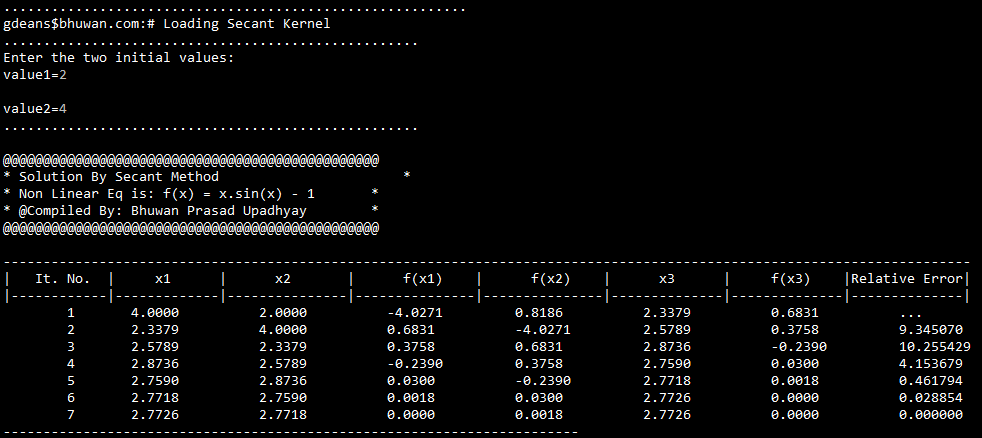 ..........................................................
gdeans$bhuwan.com:# Loading Secant Kernel
....................................................
Enter the two initial values:
value1=2
value2=4
....................................................
@@@@@@@@@@@@@@@@@@@@@@@@@@@@@@@@@@@@@@@@@@@@@@@
* Solution By Secant Method *
* Non Linear Eq is: f(x) = x.sin(x) - 1 *
* @Compiled By: Bhuwan Prasad Upadhyay *
@@@@@@@@@@@@@@@@@@@@@@@@@@@@@@@@@@@@@@@@@@@@@@@
-------------------------------------------------------------------------------------------------------------------------
| It. No. | x1 | x2 | f(x1) | f(x2) | x3 | f(x3) |Relative Error|
|------------|-------------|---------------|---------------|---------------|--------------|--------------|--------------|
1 4.0000 2.0000 -4.0271 0.8186 2.3379 0.6831 ...
2 2.3379 4.0000 0.6831 -4.0271 2.5789 0.3758 9.345070
3 2.5789 2.3379 0.3758 0.6831 2.8736 -0.2390 10.255429
4 2.8736 2.5789 -0.2390 0.3758 2.7590 0.0300 4.153679
5 2.7590 2.8736 0.0300 -0.2390 2.7718 0.0018 0.461794
6 2.7718 2.7590 0.0018 0.0300 2.7726 0.0000 0.028854
7 2.7726 2.7718 0.0000 0.0018 2.7726 0.0000 0.000000
------------------------------------------------------------------------